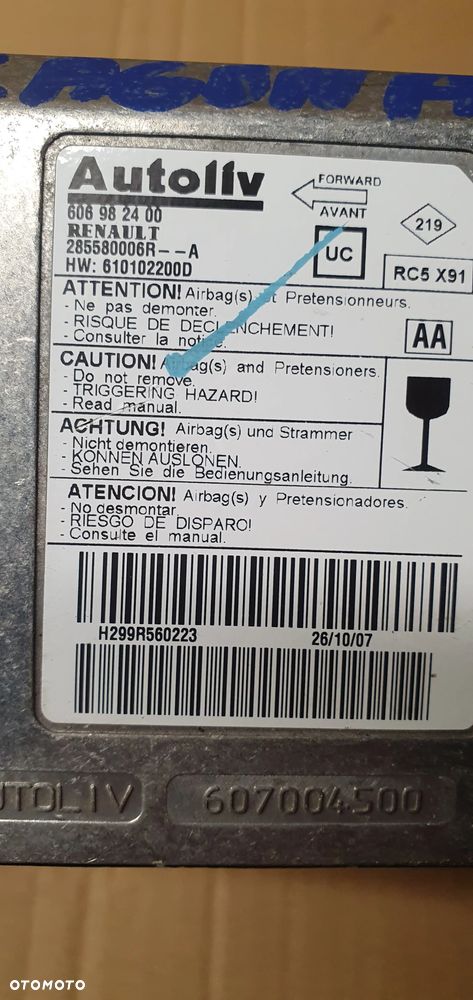 Autoliv
FORWARD
AVANT
606 98 24 00
RENAULT
285580006R--A
HW: 610102200D
UC
219
RC5 X91
AA
ATTENTION! Airbag(s) et Pretensionneurs.
- Ne pas demonter.
- RISQUE DE DECLENCHEMENT!
- Consulter la notice.
CAUTION! Airbag(s) and Pretensioners.
- Do not remove.
- TRIGGERING HAZARD!
- Read manual.
ACHTUNG! Airbag(s) und Strammer
- Nicht demontieren.
- KONNEN AUSLONEN.
- Sehen Sie die Bedienungsanleitung.
ATENCION! Airbag(s) y Pretensionadores.
- No desmontar.
- RIESGO DE DISPARO!
- Consulte el manual.
H299R560223 26/10/07
AUTOLIV 607004500
OTOMOTO